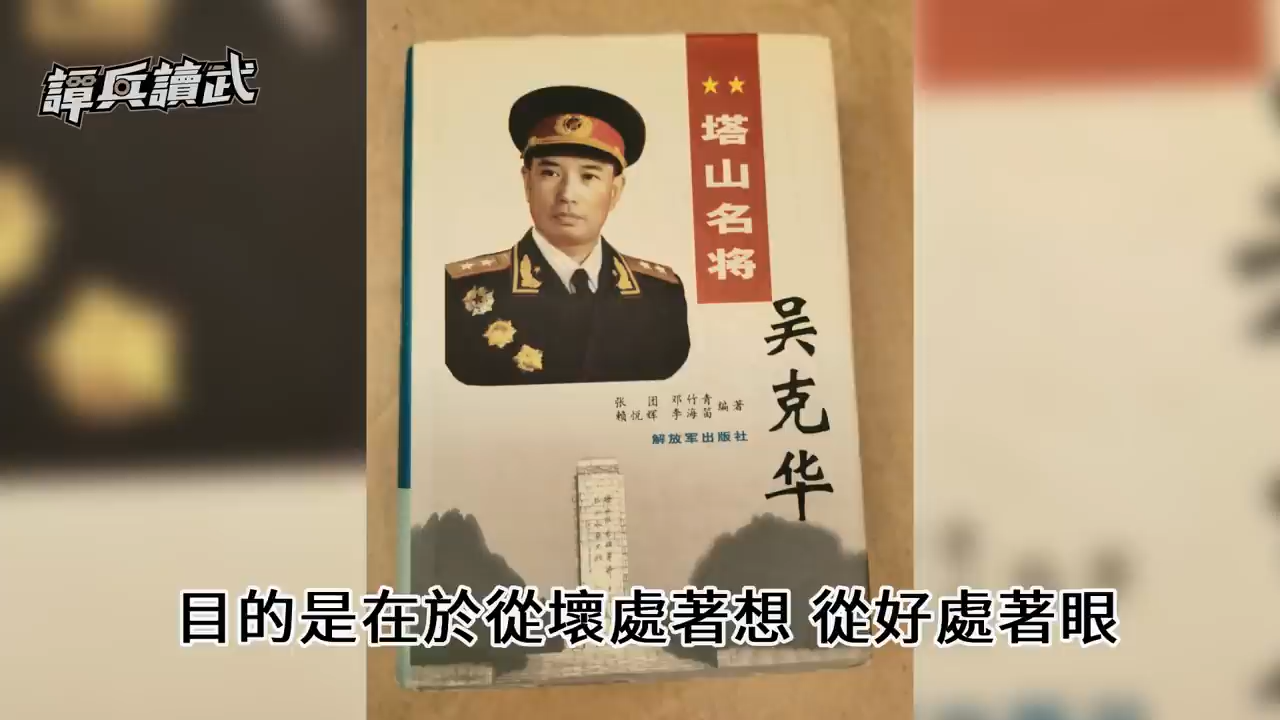 譚兵讀武
塔山名将
吴克华
张 团 邓竹青
赖悦辉 李海笛 编著
解放军出版社
目的是在於從壞處著想 從好處著眼